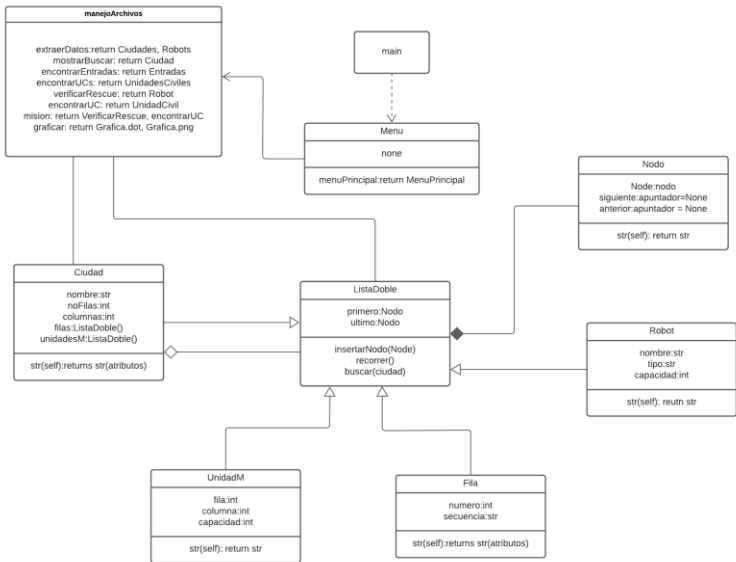 manejoArchivos
extraerDatos:return Ciudades, Robots
mostrarBuscar: return Ciudad
encontrarEntradas: return Entradas
encontrarUCs: return UnidadesCiviles
verificarRescue: return Robot
encontrarUC: return UnidadCivil
mision: return VerificarRescue, encontrarUC
graficar: return Grafica.dot, Grafica.png
main
Menu
none
menuPrincipal:return MenuPrincipal
Nodo
Node:nodo
siguiente:apuntador=None
anterior:apuntador = None
str(self): return str
Ciudad
nombre:str
noFilas:int
columnas:int
filas:ListaDoble()
unidadesM:ListaDoble()
str(self):returns str(atributos)
ListaDoble
primero:Nodo
ultimo:Nodo
insertarNodo(Node)
recorrer()
buscar(ciudad)
Robot
nombre:str
tipo:str
capacidad:int
str(self): reutn str
UnidadM
fila:int
columna:int
capacidad:int
str(self): return str
Fila
numero:int
secuencia:str
str(self):returns str(atributos)